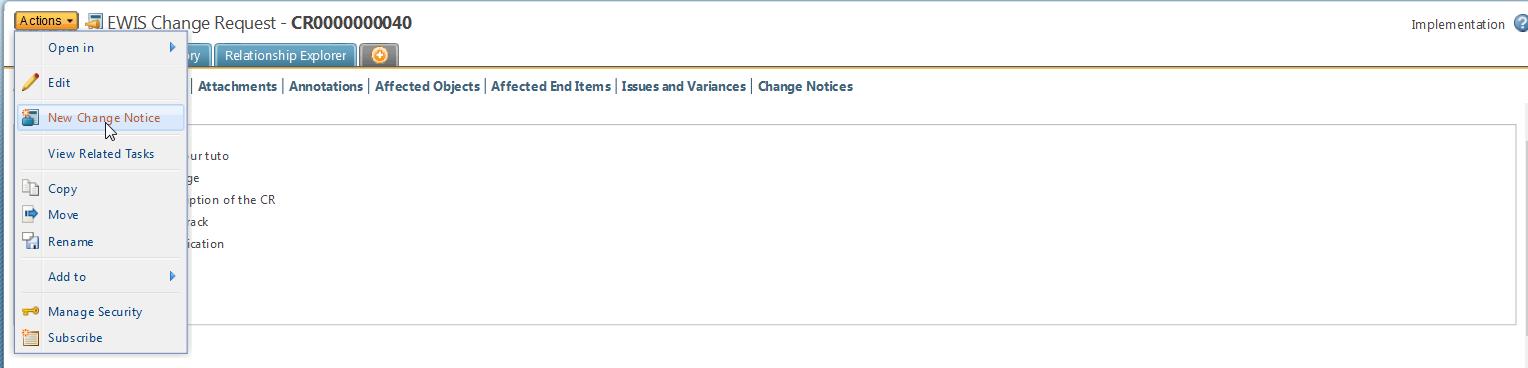 Actions EWIS Change Request - CR0000000040
Implementation
Open in
ry Relationship Explorer
Edit
Attachments Annotations Affected Objects Affected End Items Issues and Variances Change Notices
New Change Notice
View Related Tasks
ur tuto
ge
Copy
ption of the CR
Move
rack
Rename
ication
Add to
Manage Security
Subscribe